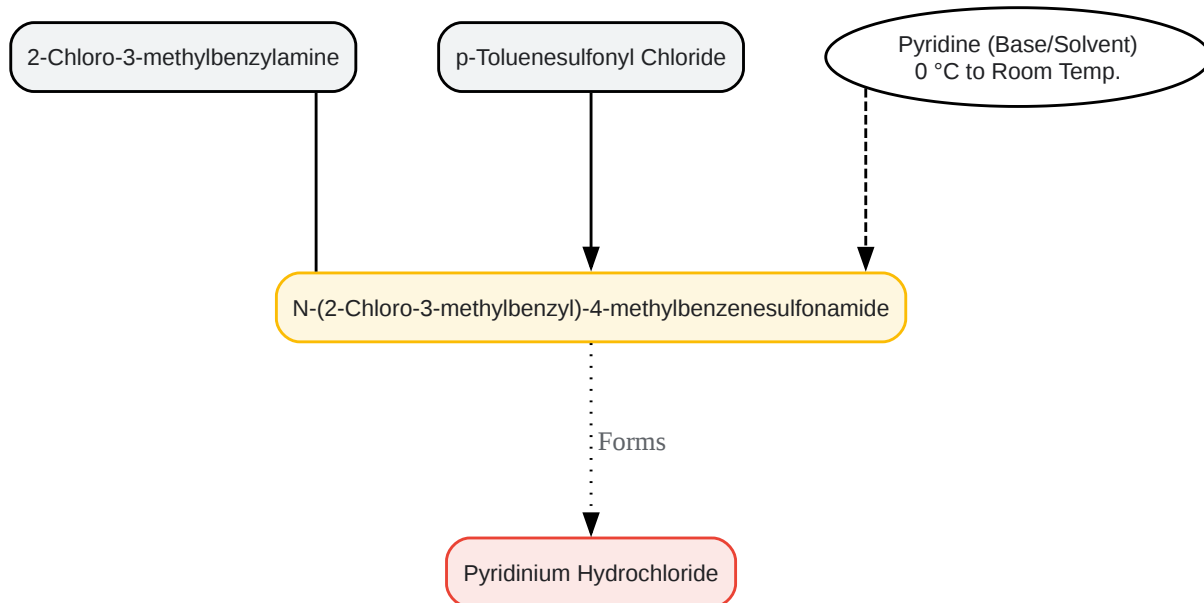 2-Chloro-3-methylbenzylamine
p-Toluenesulfonyl Chloride
Pyridine (Base/Solvent)
0 °C to Room Temp.
N-(2-Chloro-3-methylbenzyl)-4-methylbenzenesulfonamide
Forms
Pyridinium Hydrochloride